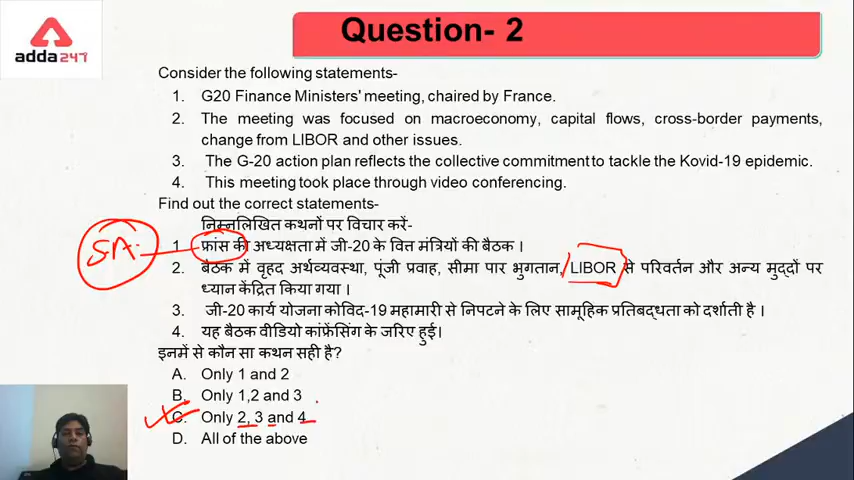 Question- 2
adda247
Consider the following statements-
1. G20 Finance Ministers' meeting, chaired by France.
2. The meeting was focused on macroeconomy, capital flows, cross-border payments,
change from LIBOR and other issues.
3. The G-20 action plan reflects the collective commitment to tackle the Kovid-19 epidemic.
4. This meeting took place through video conferencing.
Find out the correct statements-
निम्नलिखित कथनों पर विचार करें-
S.A.
1. फ्रांस की अध्यक्षता में जी-20 के वित्त मंत्रियों की बैठक ।
2. बैठक में वृहद अर्थव्यवस्था, पूंजी प्रवाह, सीमा पार भुगतान, LIBOR से परिवर्तन और अन्य मुद्दों पर
ध्यान केंद्रित किया गया ।
3. जी-20 कार्य योजना कोविद-19 महामारी से निपटने के लिए सामूहिक प्रतिबद्धता को दर्शाती है ।
4. यह बैठक वीडियो कांफ्रेंसिंग के जरिए हुई।
इनमें से कौन सा कथन सही है?
A. Only 1 and 2
B. Only 1,2 and 3
C. Only 2, 3 and 4
D. All of the above